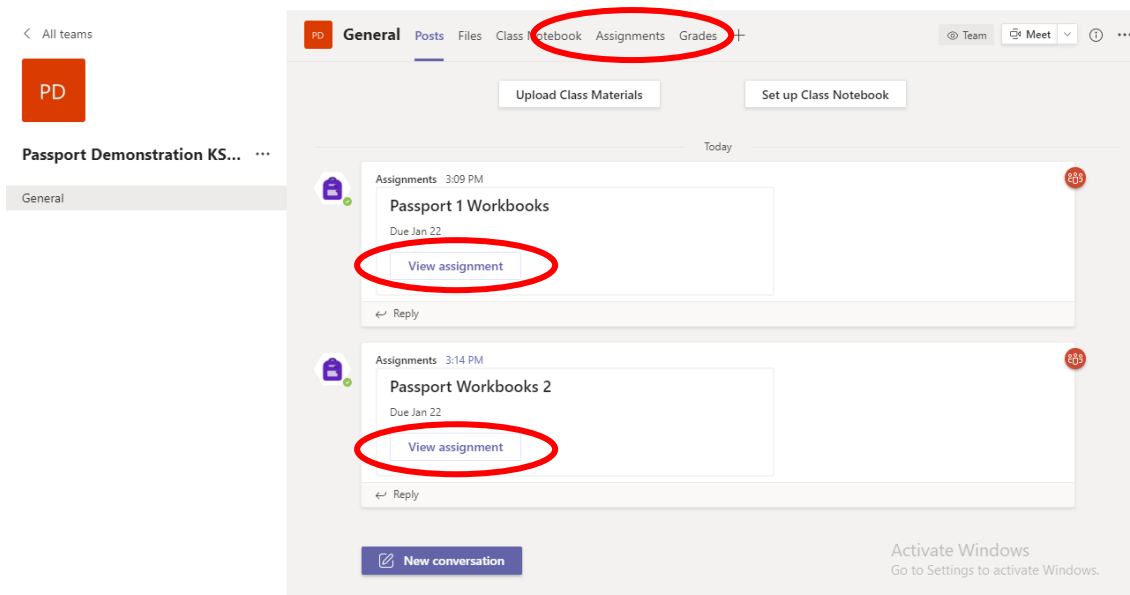 All teams
PD
Passport Demonstration KS... ...
General
PD General Posts Files Class Notebook Assignments Grades +
Team Meet
Upload Class Materials Set up Class Notebook
Today
Assignments 3:09 PM
Passport 1 Workbooks
Due Jan 22
View assignment
Reply
Assignments 3:14 PM
Passport Workbooks 2
Due Jan 22
View assignment
Reply
New conversation
Activate Windows
Go to Settings to activate Windows.